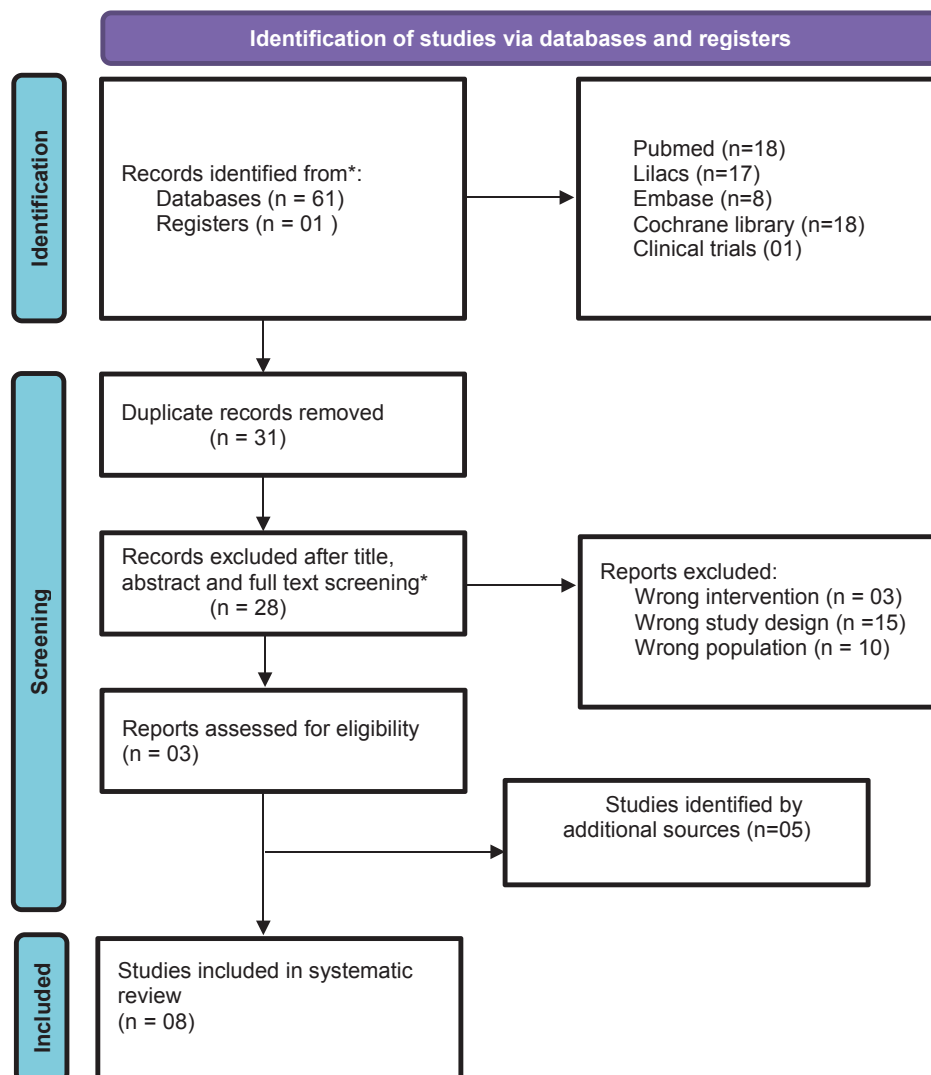 Identification of studies via databases and registers
Identification
Records identified from*:
Databases (n = 61)
Registers (n = 01 )
Pubmed (n=18)
Lilacs (n=17)
Embase (n=8)
Cochrane library (n=18)
Clinical trials (01)
Screening
Duplicate records removed
(n = 31)
Records excluded after title,
abstract and full text screening*
(n = 28)
Reports excluded:
Wrong intervention (n = 03)
Wrong study design (n =15)
Wrong population (n = 10)
Reports assessed for eligibility
(n = 03)
Studies identified by
additional sources (n=05)
Included
Studies included in systematic
review
(n = 08)